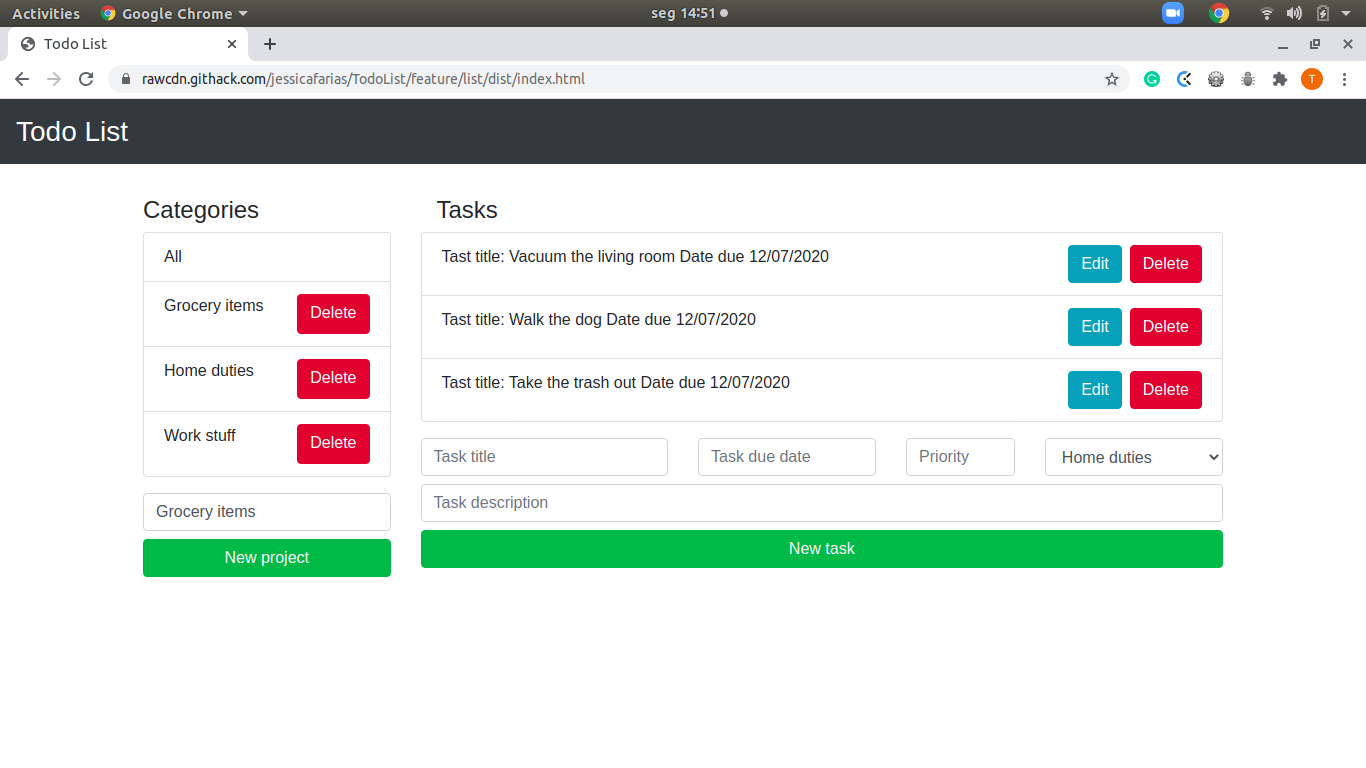 Activities Google Chrome seg 14:51
Todo List
rawcdn.githack.com/jessicafarias/TodoList/feature/list/dist/index.html T
Todo List
Categories
All
Grocery items Delete
Home duties Delete
Work stuff Delete
Grocery items
New project
Tasks
Tast title: Vacuum the living room Date due 12/07/2020 Edit Delete
Tast title: Walk the dog Date due 12/07/2020 Edit Delete
Tast title: Take the trash out Date due 12/07/2020 Edit Delete
Task title Task due date Priority Home duties
Task description
New task